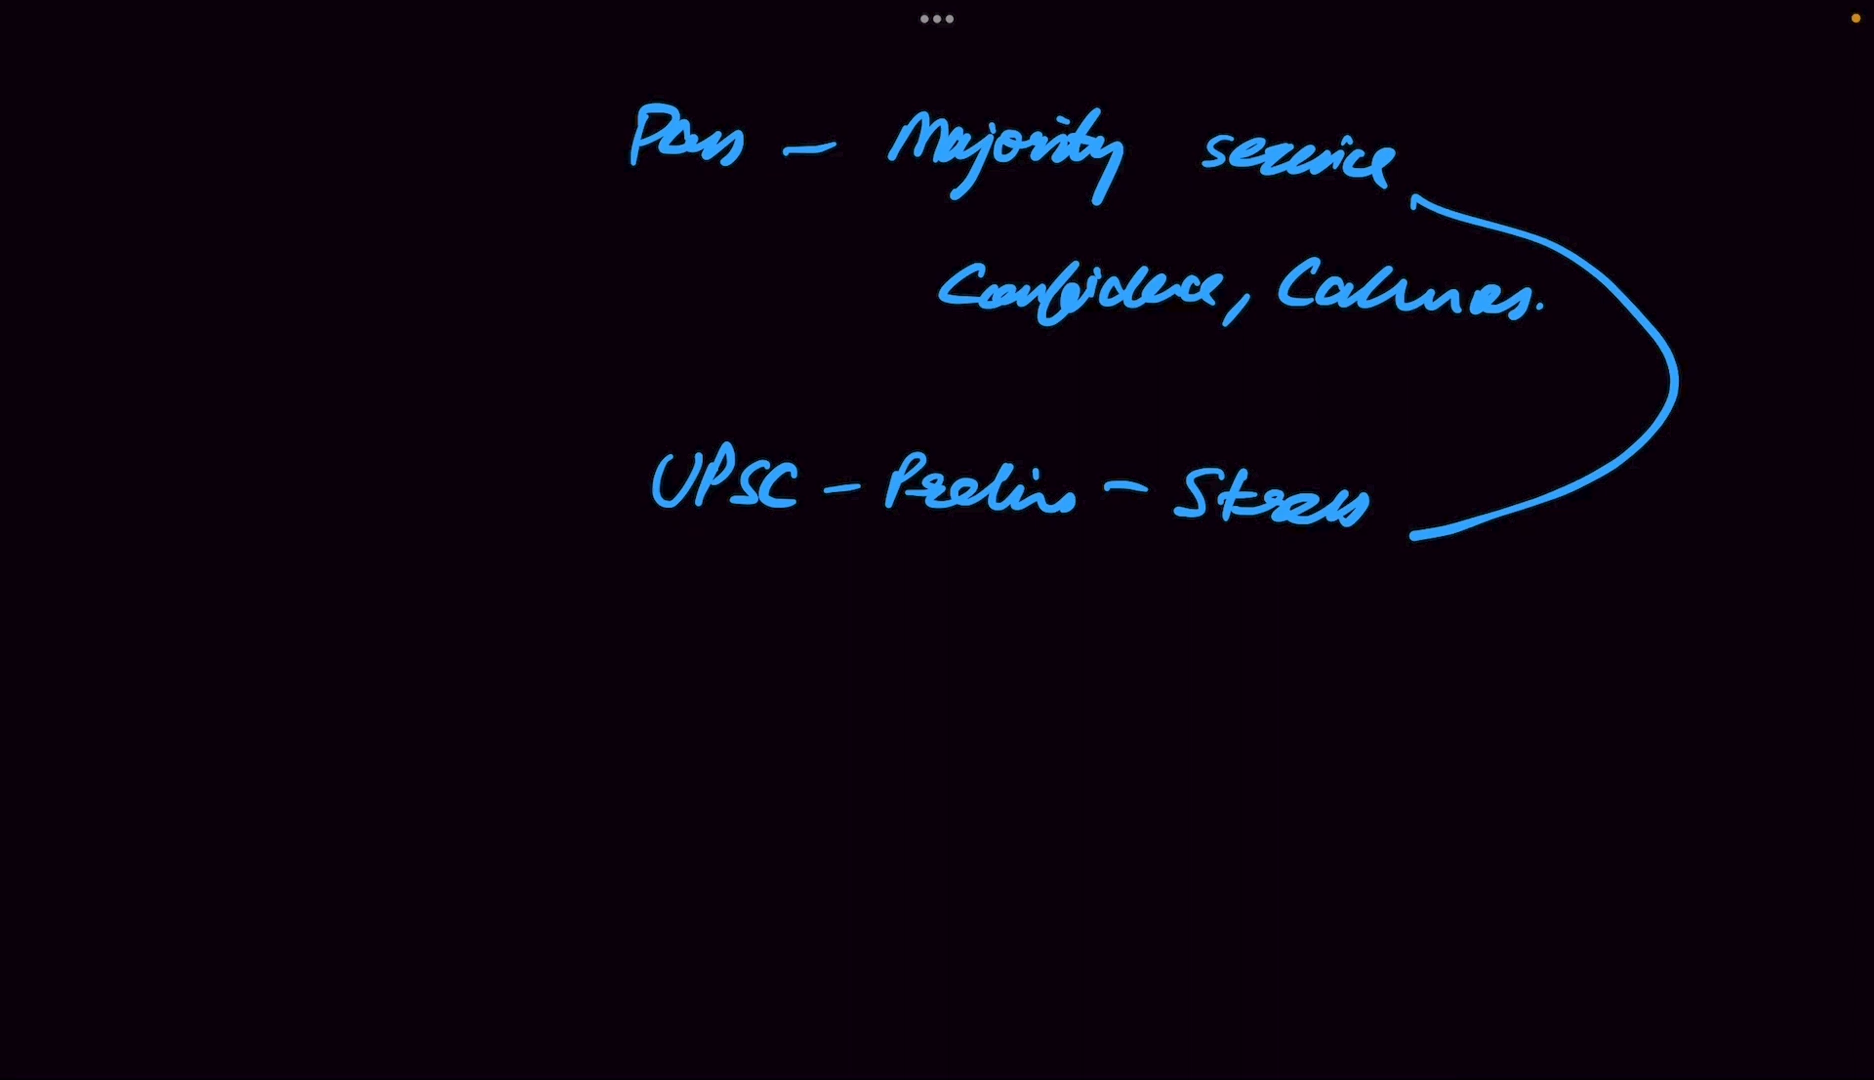 Pass – Majority service
Confidence, Calmness.
UPSC – Prelims – Stress